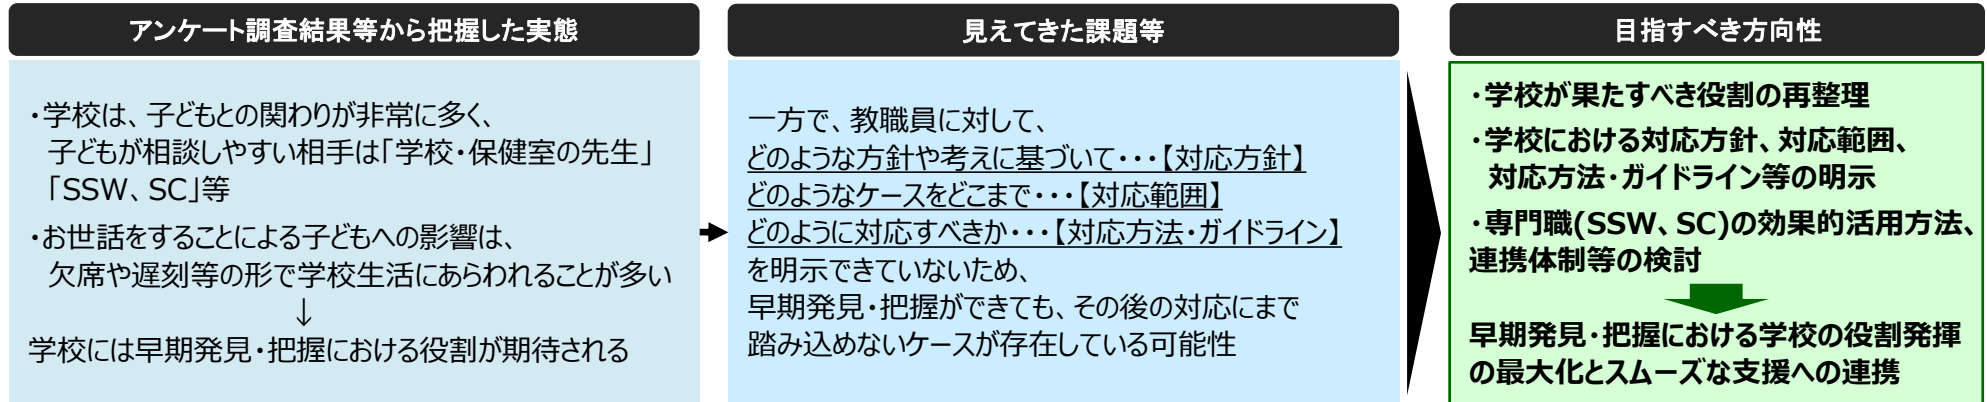 アンケート調査結果等から把握した実態
・学校は、子どもとの関わりが非常に多く、
子どもが相談しやすい相手は「学校・保健室の先生」
「SSW、SC」等
・お世話をすることによる子どもへの影響は、
欠席や遅刻等の形で学校生活にあらわれることが多い
↓
学校には早期発見・把握における役割が期待される
見えてきた課題等
一方で、教職員に対して、
どのような方針や考えに基づいて・・・【対応方針】
どのようなケースをどこまで・・・【対応範囲】
どのように対応すべきか・・・【対応方法・ガイドライン】
を明示できていないため、
早期発見・把握ができても、その後の対応にまで
踏み込めないケースが存在している可能性
目指すべき方向性
・学校が果たすべき役割の再整理
・学校における対応方針、対応範囲、
対応方法・ガイドライン等の明示
・専門職(SSW、SC)の効果的活用方法、
連携体制等の検討
早期発見・把握における学校の役割発揮
の最大化とスムーズな支援への連携